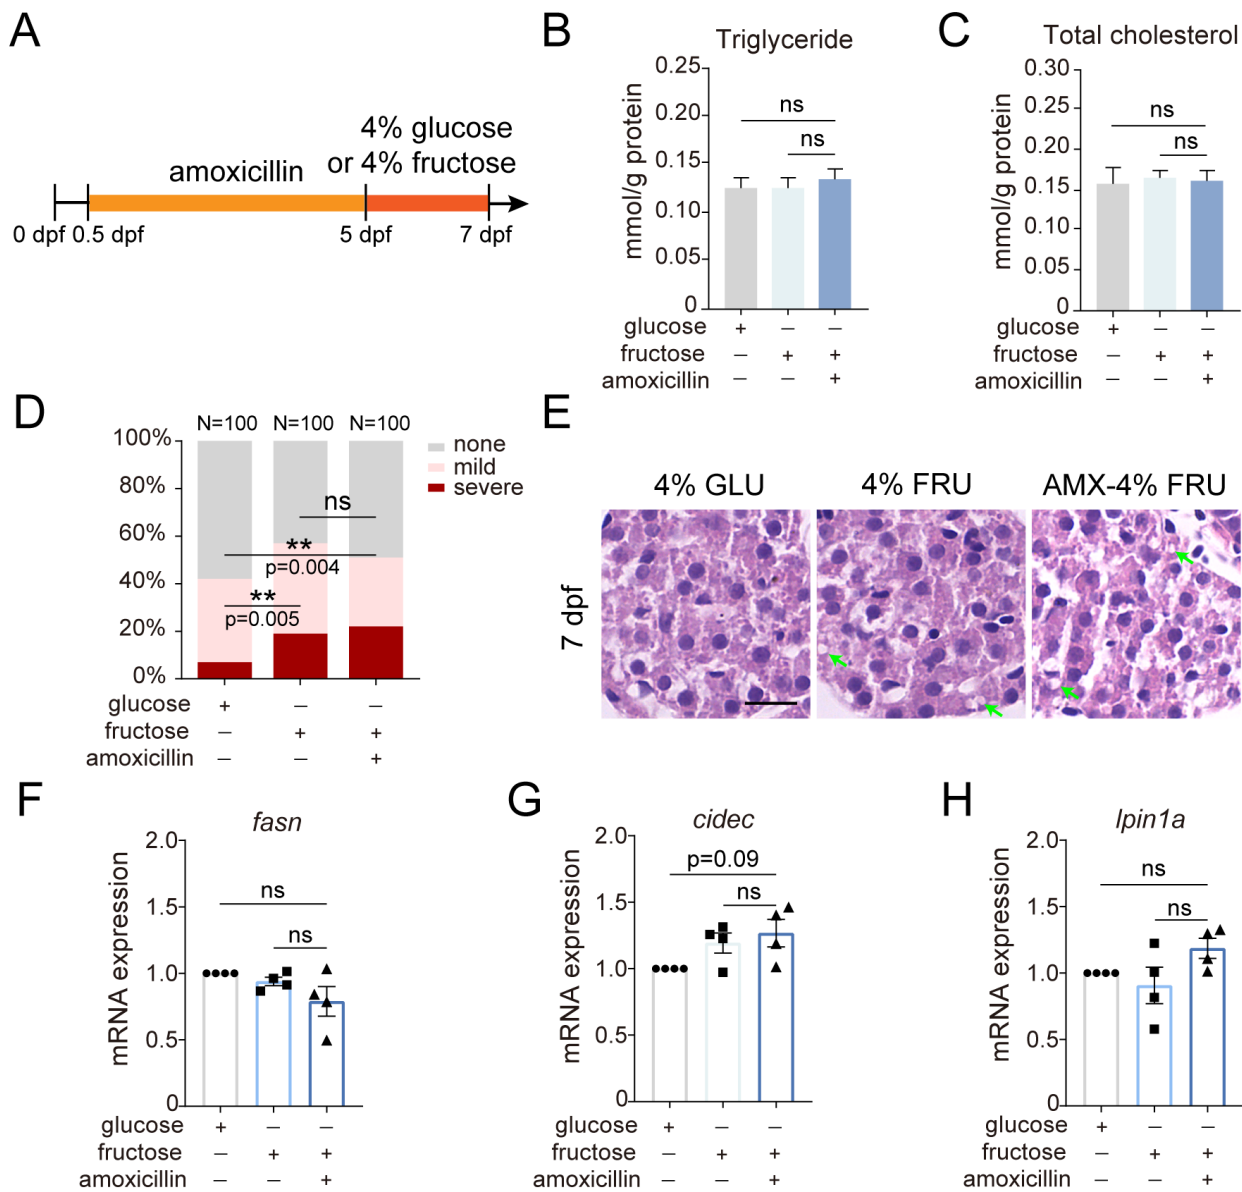 A
4% glucose
or 4% fructose
amoxicillin
0 dpf 0.5 dpf 5 dpf 7 dpf
B
Triglyceride
mmol/g protein
0.25
0.20
0.15
0.10
0.05
0
ns
ns
glucose + – –
fructose – + +
amoxicillin – – +
C
Total cholesterol
mmol/g protein
0.30
0.25
0.20
0.15
0.10
0.05
0
ns
ns
glucose + – –
fructose – + +
amoxicillin – – +
D
N=100 N=100 N=100
100%
80%
60%
40%
20%
0%
none
mild
severe
ns
**
p=0.004
**
p=0.005
glucose + – –
fructose – + +
amoxicillin – – +
E
4% GLU 4% FRU AMX-4% FRU
7 dpf
F
fasn
mRNA expression
2.0
1.5
1.0
0.5
0
ns
ns
glucose + – –
fructose – + +
amoxicillin – – +
G
cidec
mRNA expression
2.0
1.5
1.0
0.5
0
p=0.09
ns
glucose + – –
fructose – + +
amoxicillin – – +
H
lpin1a
mRNA expression
2.0
1.5
1.0
0.5
0
ns
ns
glucose + – –
fructose – + +
amoxicillin – – +